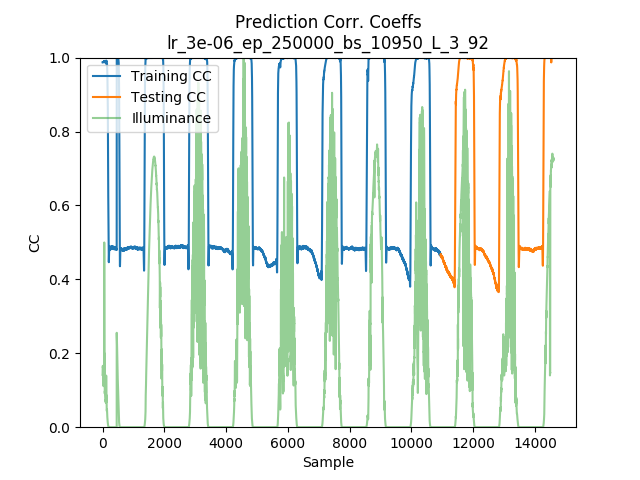 Prediction Corr. Coeffs
lr_3e-06_ep_250000_bs_10950_L_3_92
Training CC
Testing CC
Illuminance
CC
1.0
0.8
0.6
0.4
0.2
0.0
0 2000 4000 6000 8000 10000 12000 14000
Sample